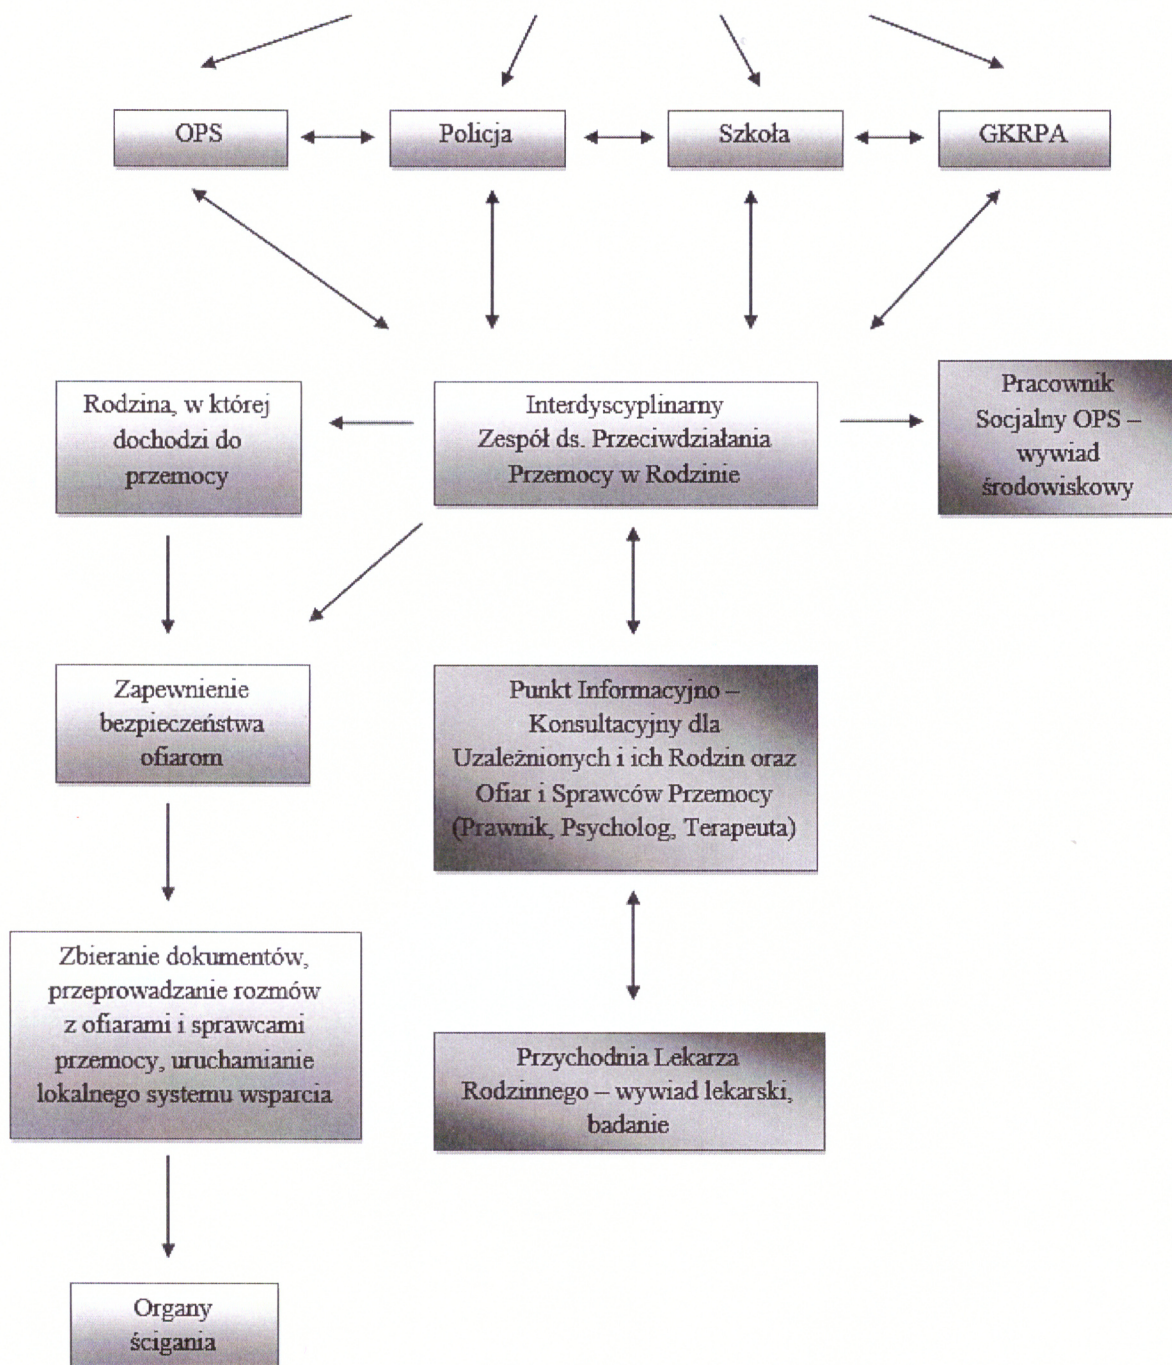 OPS
Policja
Szkoła
GKRPA
Rodzina, w której
dochodzi do
przemocy
Interdyscyplinarny
Zespół ds. Przeciwdziałania
Przemocy w Rodzinie
Pracownik
Socjalny OPS –
wywiad
środowiskowy
Zapewnienie
bezpieczeństwa
ofiarom
Punkt Informacyjno –
Konsultacyjny dla
Uzależnionych i ich Rodzin oraz
Ofiar i Sprawców Przemocy
(Prawnik, Psycholog, Terapeuta)
Zbieranie dokumentów,
przeprowadzanie rozmów
z ofiarami i sprawcami
przemocy, uruchamianie
lokalnego systemu wsparcia
Przychodnia Lekarza
Rodzinnego – wywiad lekarski,
badanie
Organy
ścigania